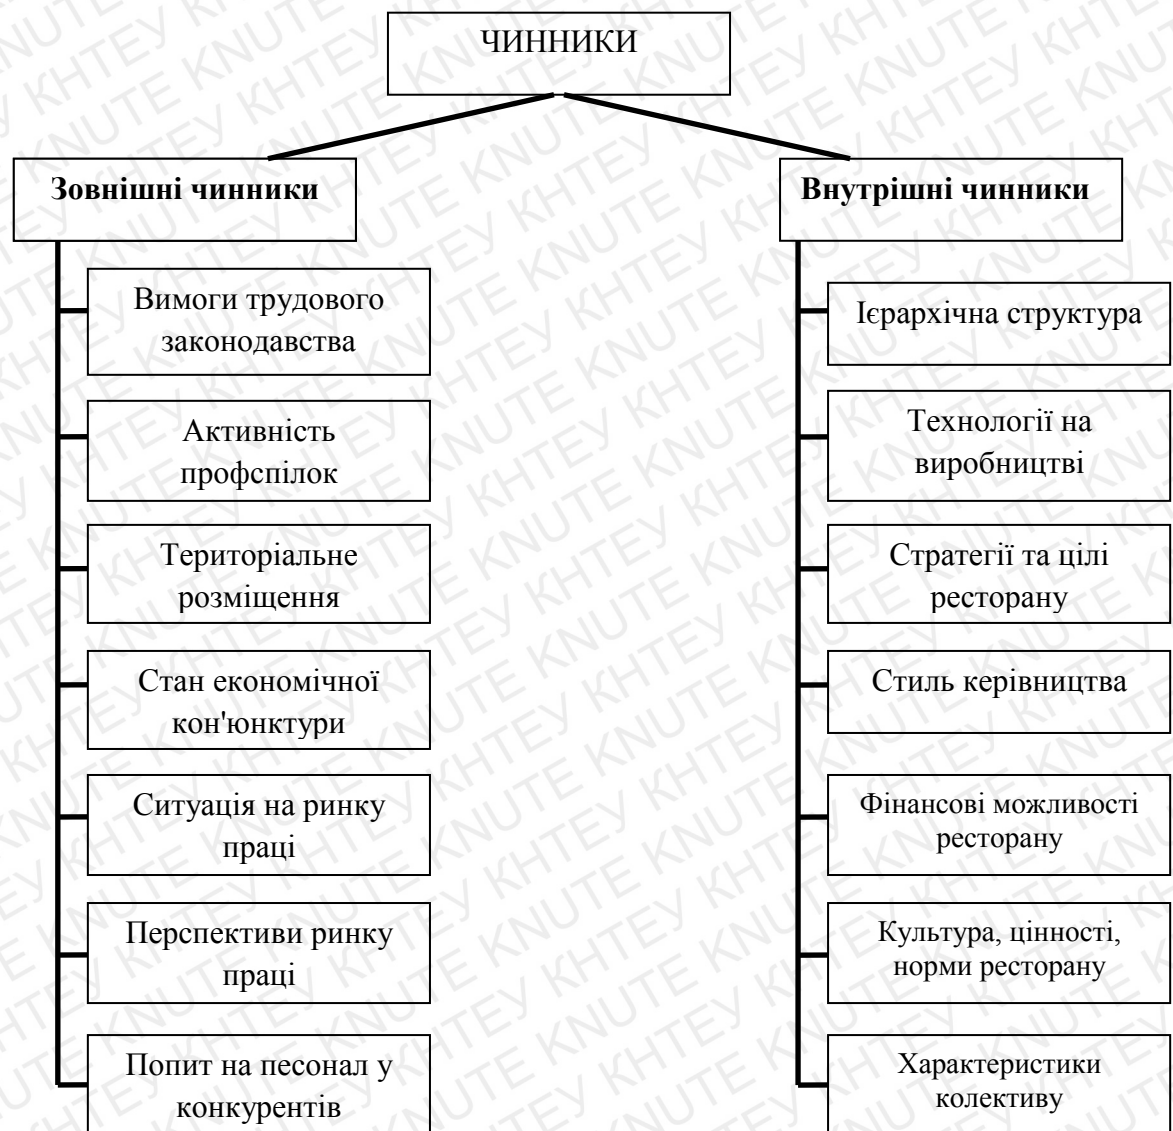 ЧИННИКИ
Зовнішні чинники
Вимоги трудового
законодавства
Активність
профспілок
Територіальне
розміщення
Стан економічної
кон'юнктури
Ситуація на ринку
праці
Перспективи ринку
праці
Попит на песонал у
конкурентів
Внутрішні чинники
Ієрархічна структура
Технології на
виробництві
Стратегії та цілі
ресторану
Стиль керівництва
Фінансові можливості
ресторану
Культура, цінності,
норми ресторану
Характеристики
колективу